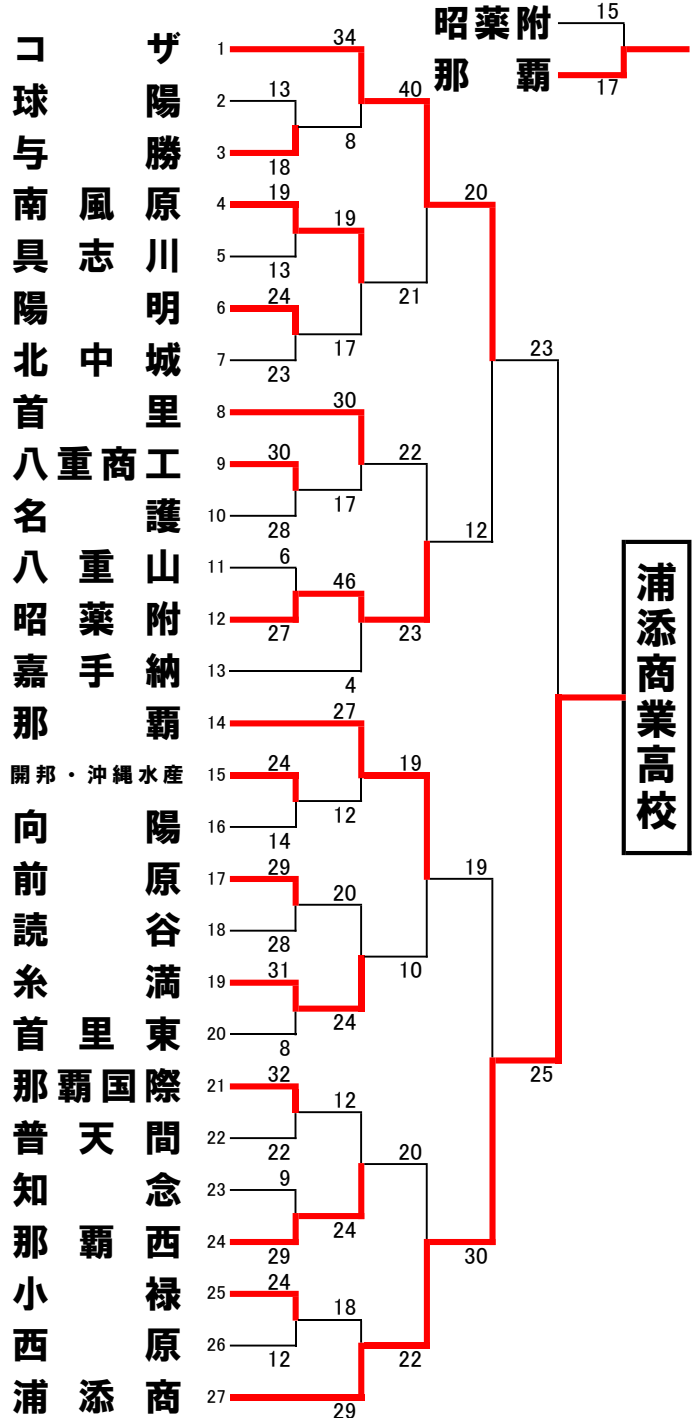 昭薬附 15
那覇 17
コザ 1 34
球陽 2 13
40
8
与勝 3 18
南風原 4 19
20
19
具志川 5 13
21
陽明 6 24
17
北中城 7 23
23
首里 8 30
八重商工 9 30
22
17
名護 10 28
12
八重山 11 6
46
昭薬附 12 27
23
嘉手納 13 4
那覇 14 27
開邦・沖縄水産 15 24
19
12
向陽 16 14
前原 17 29
19
20
読谷 18 28
10
糸満 19 31
24
首里東 20 8
那覇国際 21 32
25
12
普天間 22 22
20
知念 23 9
24
那覇西 24 29
30
小禄 25 24
18
西原 26 12
22
浦添商 27 29
浦添商業高校